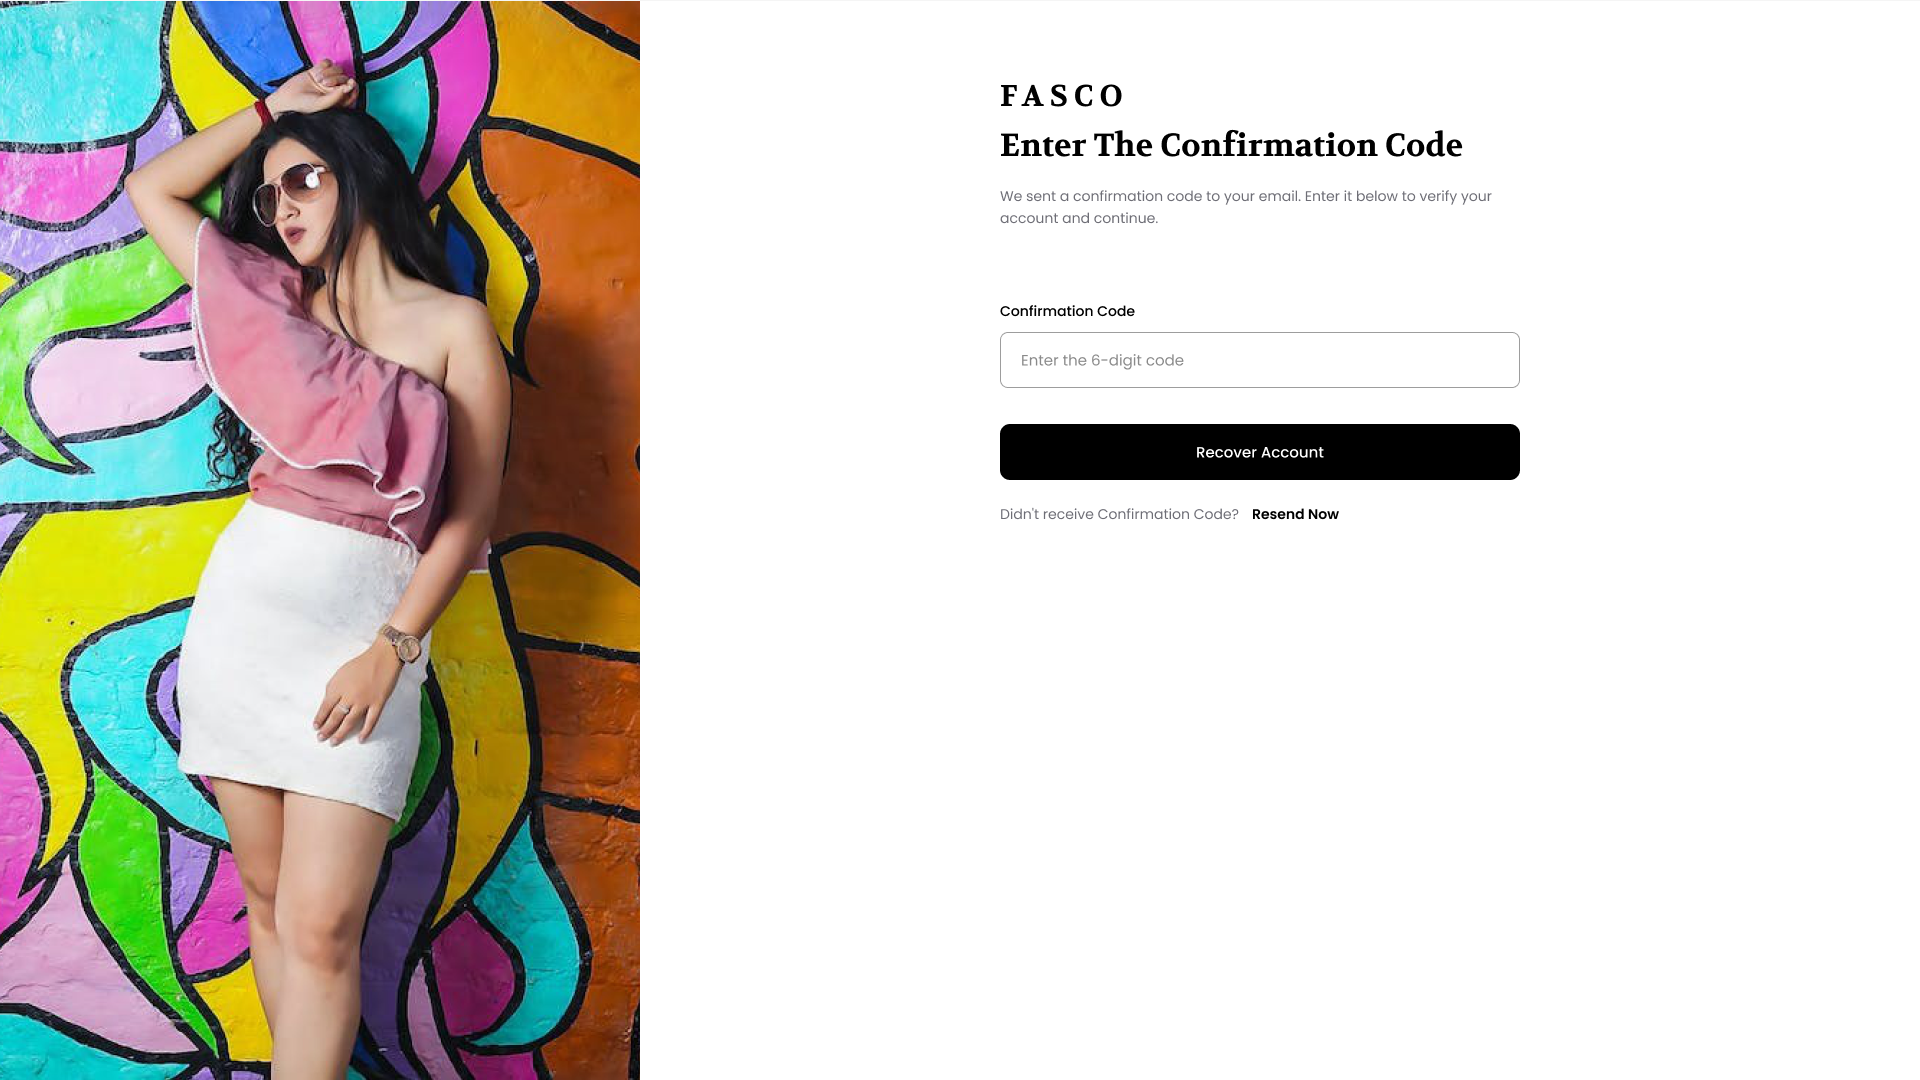 FASCO
Enter The Confirmation Code
We sent a confirmation code to your email. Enter it below to verify your
account and continue.
Confirmation Code
Enter the 6-digit code
Recover Account
Didn't receive Confirmation Code? Resend Now